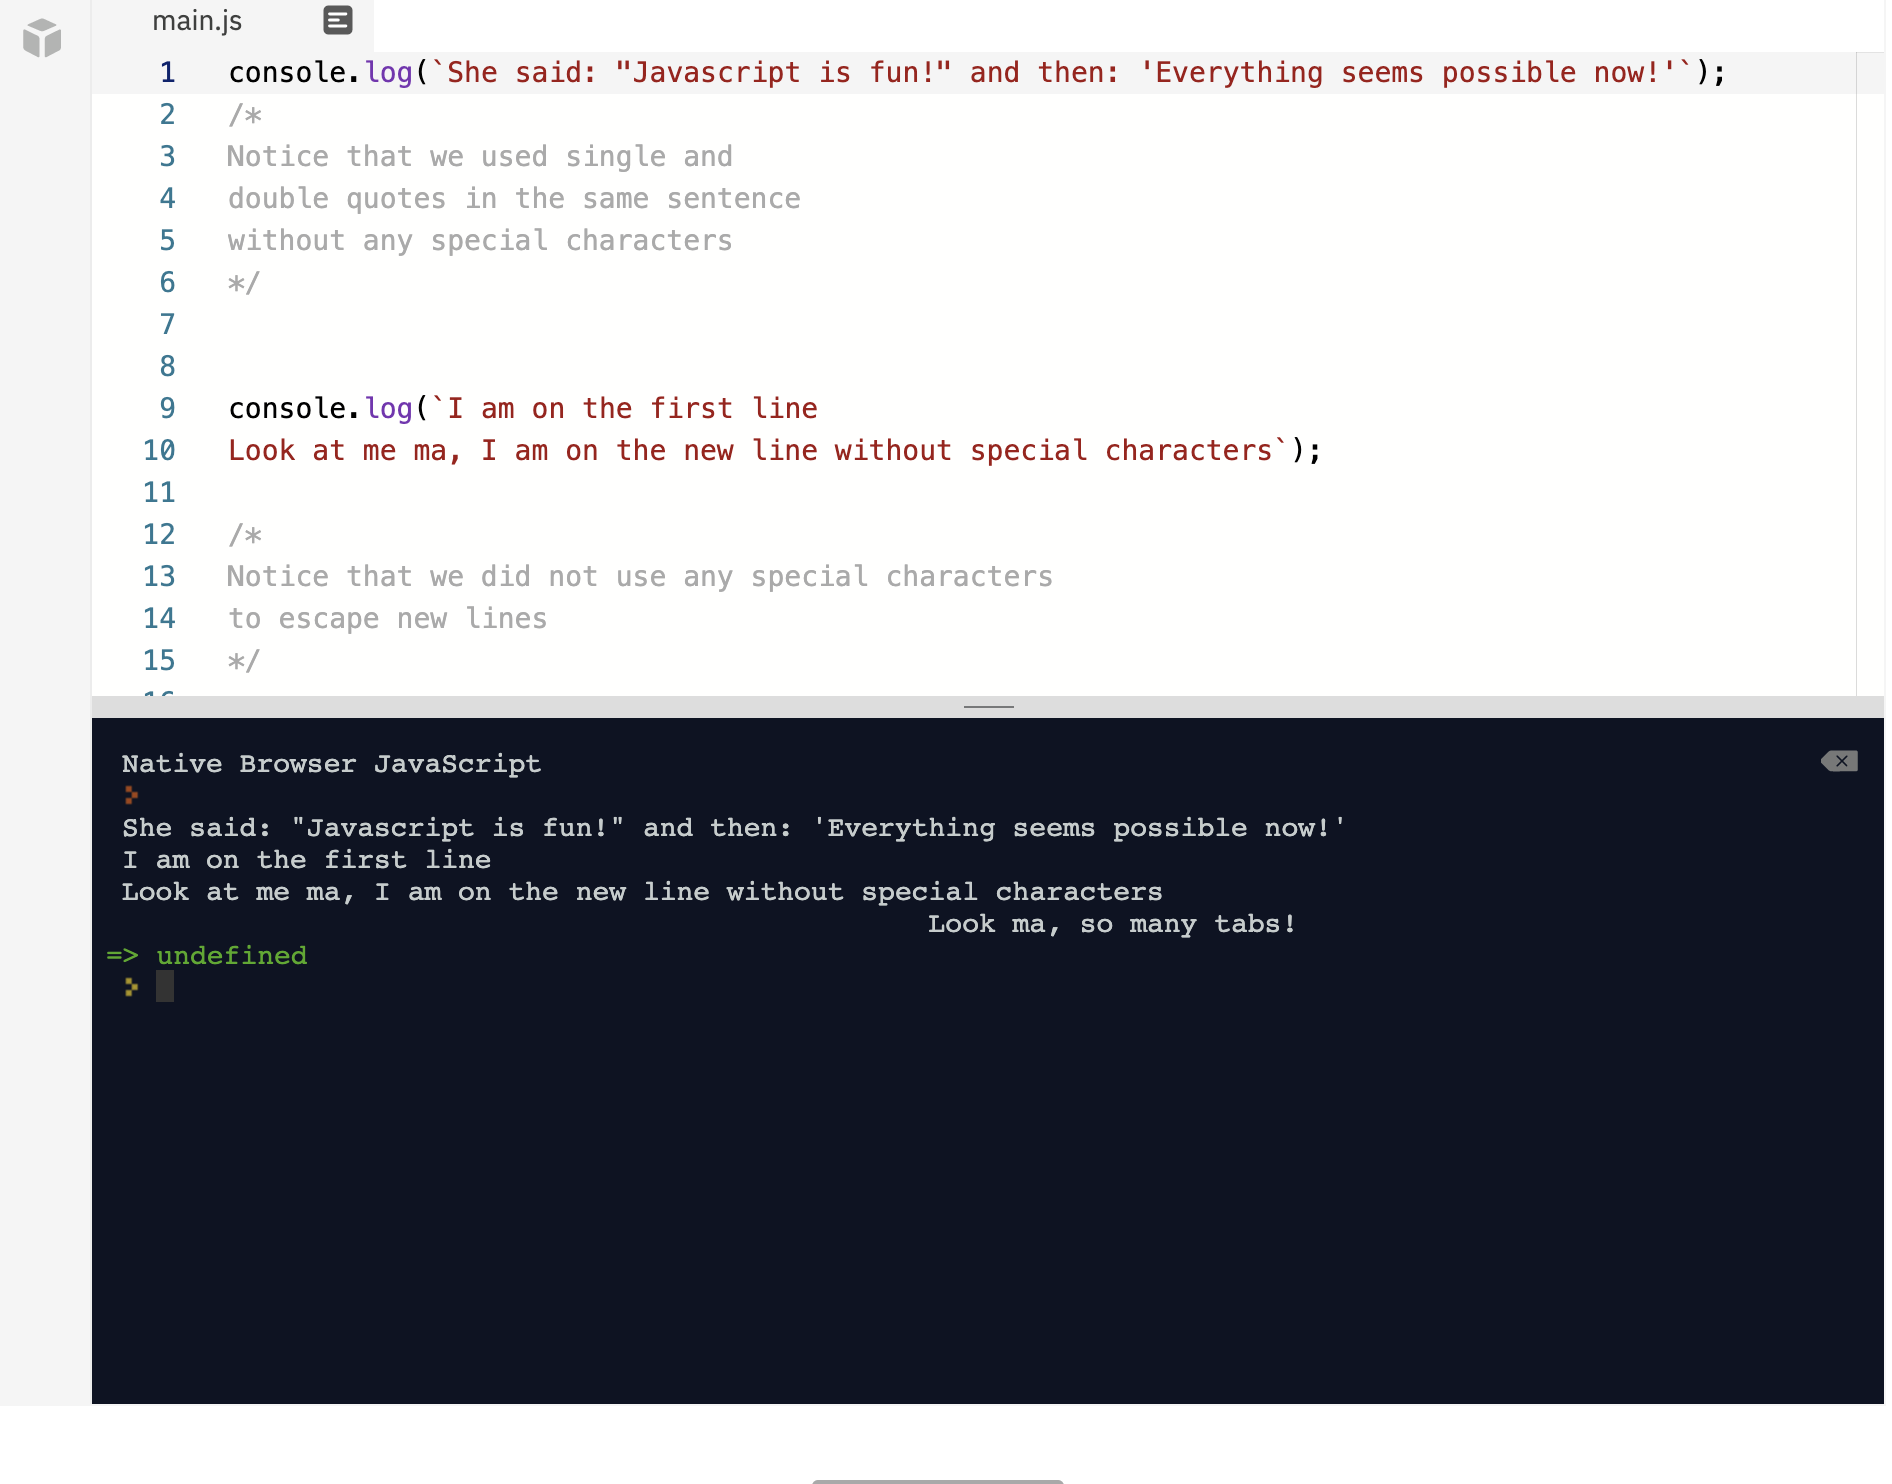 main.js
1 console.log(`She said: "Javascript is fun!" and then: 'Everything seems possible now!'`);
2 /*
3 Notice that we used single and
4 double quotes in the same sentence
5 without any special characters
6 */
7
8
9 console.log(`I am on the first line
10 Look at me ma, I am on the new line without special characters`);
11
12 /*
13 Notice that we did not use any special characters
14 to escape new lines
15 */
Native Browser JavaScript
She said: "Javascript is fun!" and then: 'Everything seems possible now!'
I am on the first line
Look at me ma, I am on the new line without special characters
Look ma, so many tabs!
=> undefined